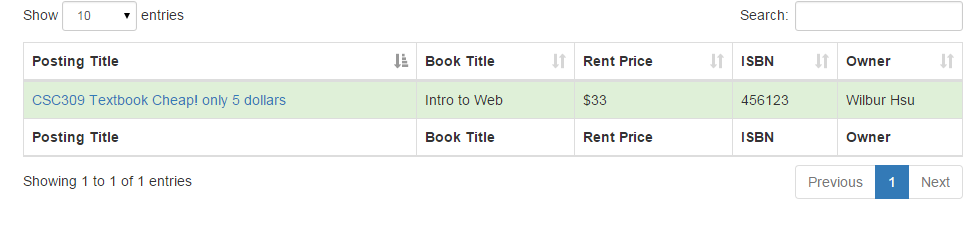 Show 10 entries Search:
Posting Title Book Title Rent Price ISBN Owner
CSC309 Textbook Cheap! only 5 dollars Intro to Web $33 456123 Wilbur Hsu
Posting Title Book Title Rent Price ISBN Owner
Showing 1 to 1 of 1 entries Previous 1 Next